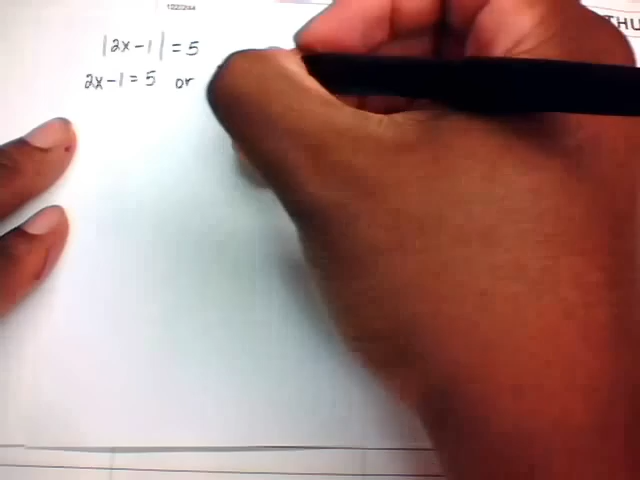 |2x-1| = 5
2x-1 = 5 or